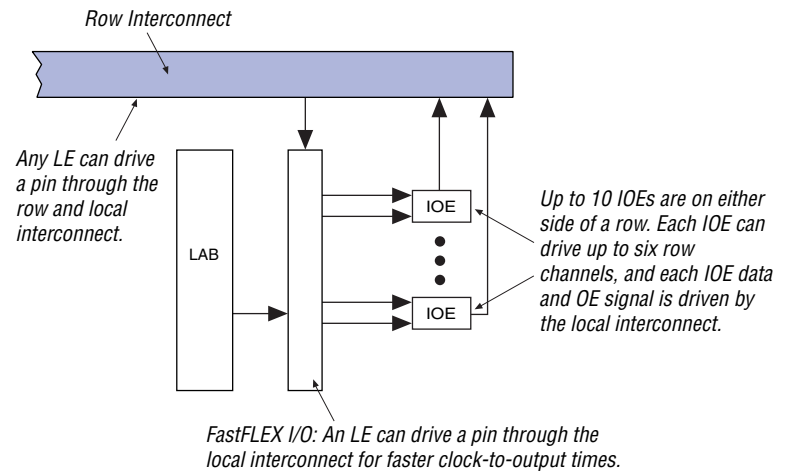 Row Interconnect
Any LE can drive
a pin through the
row and local
interconnect.
LAB
IOE
IOE
Up to 10 IOEs are on either
side of a row. Each IOE can
drive up to six row
channels, and each IOE data
and OE signal is driven by
the local interconnect.
FastFLEX I/O: An LE can drive a pin through the
local interconnect for faster clock-to-output times.